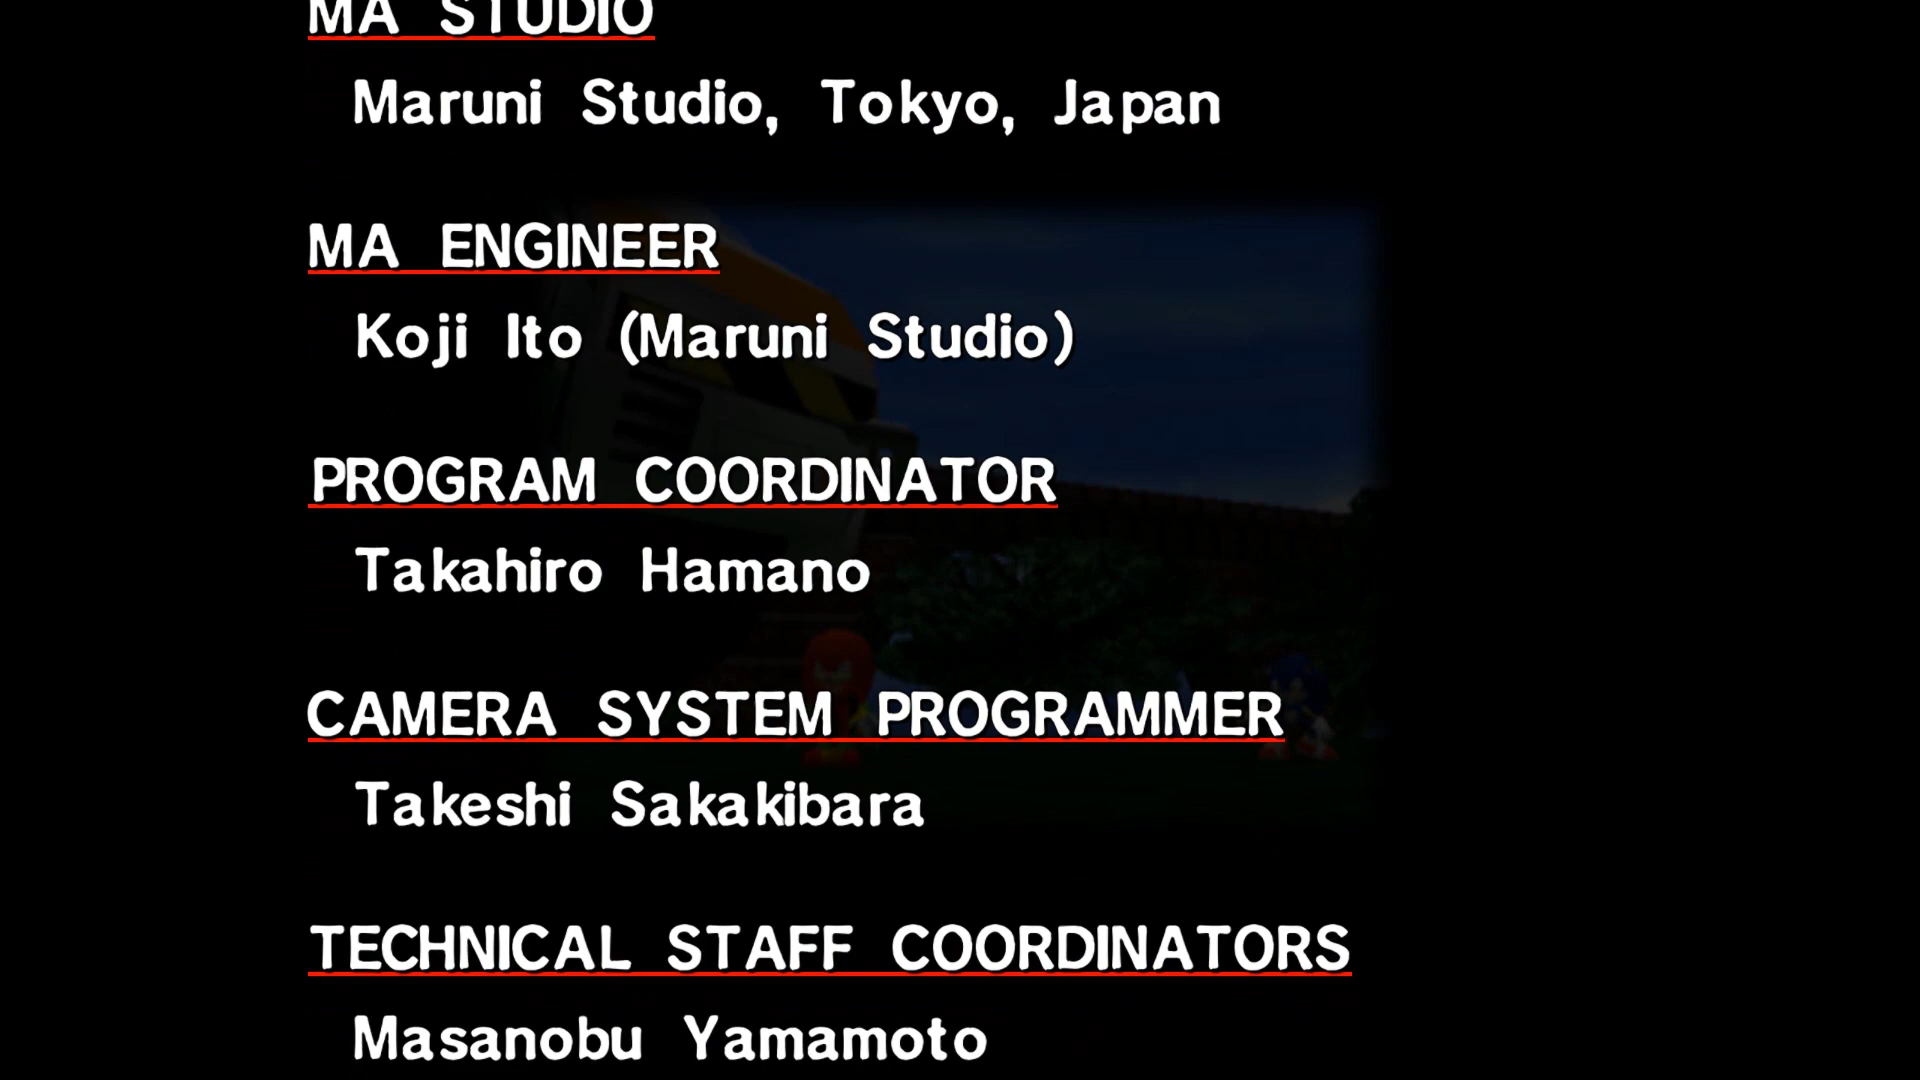 MA STUDIO
Maruni Studio, Tokyo, Japan
MA ENGINEER
Koji Ito (Maruni Studio)
PROGRAM COORDINATOR
Takahiro Hamano
CAMERA SYSTEM PROGRAMMER
Takeshi Sakakibara
TECHNICAL STAFF COORDINATORS
Masanobu Yamamoto